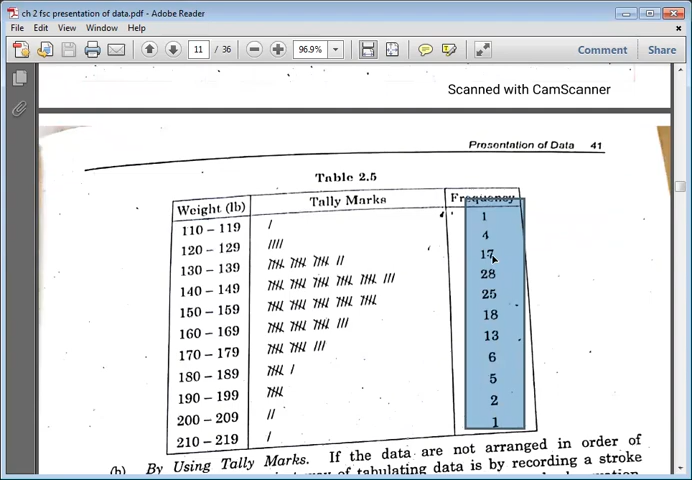 ch 2 fsc presentation of data.pdf - Adobe Reader
File Edit View Window Help
11 / 36 96.9% Comment Share
Scanned with CamScanner
Presentation of Data 41
Table 2.5
Weight (lb) Tally Marks Frequency
110 – 119 / 1
120 – 129 //// 4
130 – 139 17
140 – 149 28
150 – 159 25
160 – 169 18
170 – 179 13
180 – 189 6
190 – 199 5
200 – 209 // 2
210 – 219 / 1
(b) By Using Tally Marks. If the data are not arranged in order of
of tabulating data is by recording a stroke